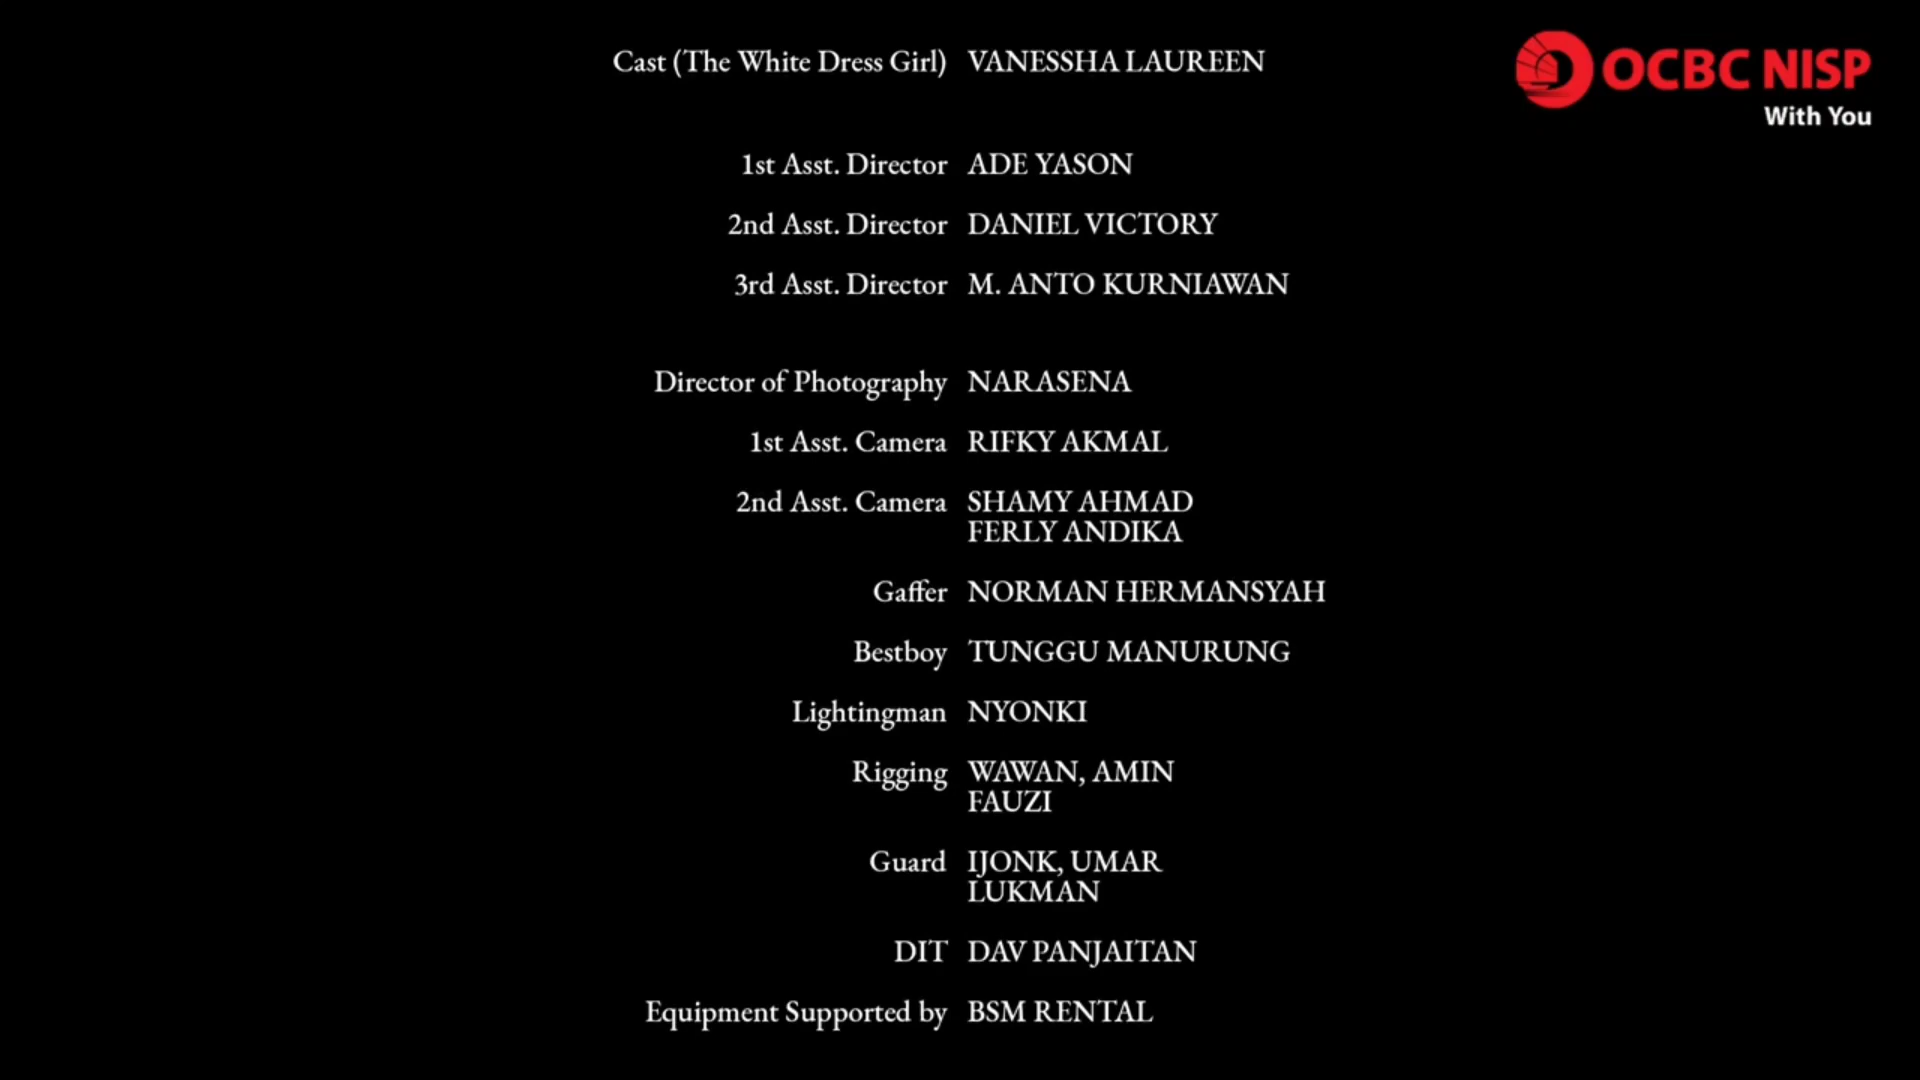 Cast (The White Dress Girl) VANESSHA LAUREEN
OCBC NISP
With You
1st Asst. Director ADE YASON
2nd Asst. Director DANIEL VICTORY
3rd Asst. Director M. ANTO KURNIAWAN
Director of Photography NARASENA
1st Asst. Camera RIFKY AKMAL
2nd Asst. Camera SHAMY AHMAD
FERLY ANDIKA
Gaffer NORMAN HERMANSYAH
Bestboy TUNGGU MANURUNG
Lightingman NYONKI
Rigging WAWAN, AMIN
FAUZI
Guard IJONK, UMAR
LUKMAN
DIT DAV PANJAITAN
Equipment Supported by BSM RENTAL